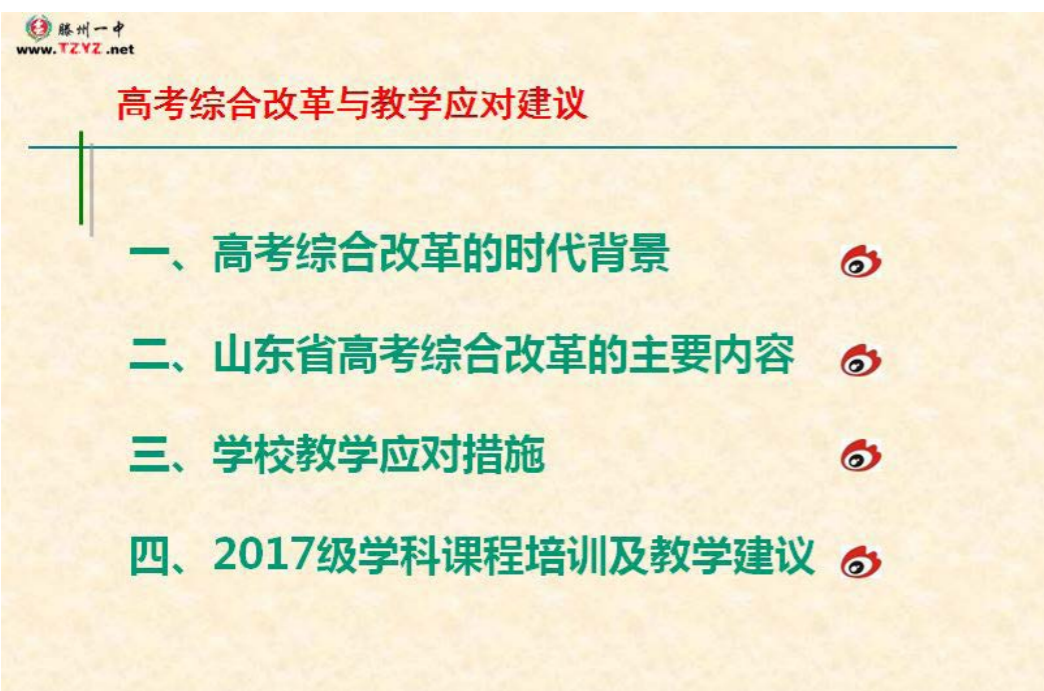 滕州一中
www.TZYZ.net
高考综合改革与教学应对建议
一、高考综合改革的时代背景
二、山东省高考综合改革的主要内容
三、学校教学应对措施
四、2017级学科课程培训及教学建议